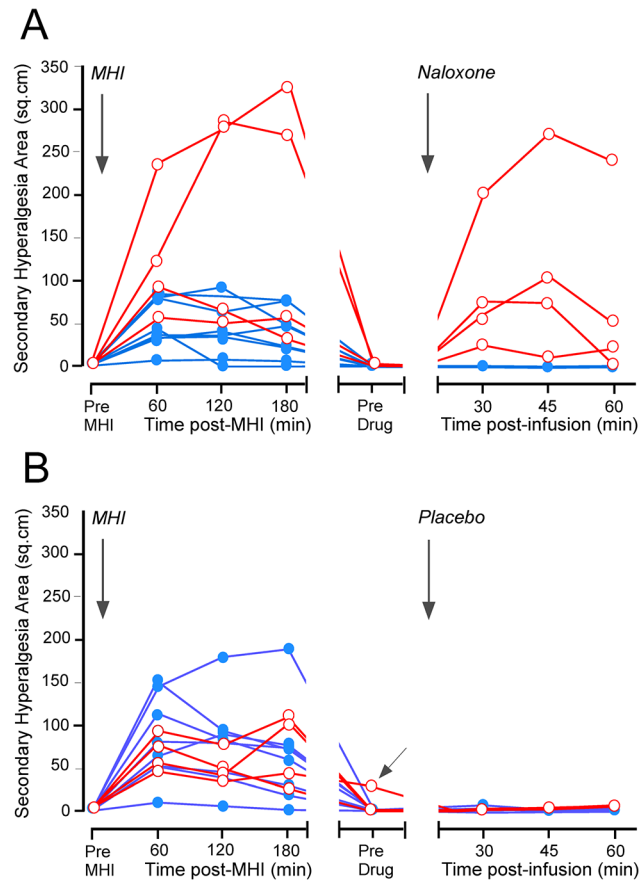 A
MHI
Naloxone
Secondary Hyperalgesia Area (sq.cm)
350
300
250
200
150
100
50
0
Pre
MHI
60
120
180
Time post-MHI (min)
Pre
Drug
30
45
60
Time post-infusion (min)
B
MHI
Placebo
Secondary Hyperalgesia Area (sq.cm)
350
300
250
200
150
100
50
0
Pre
MHI
60
120
180
Time post-MHI (min)
Pre
Drug
30
45
60
Time post-infusion (min)